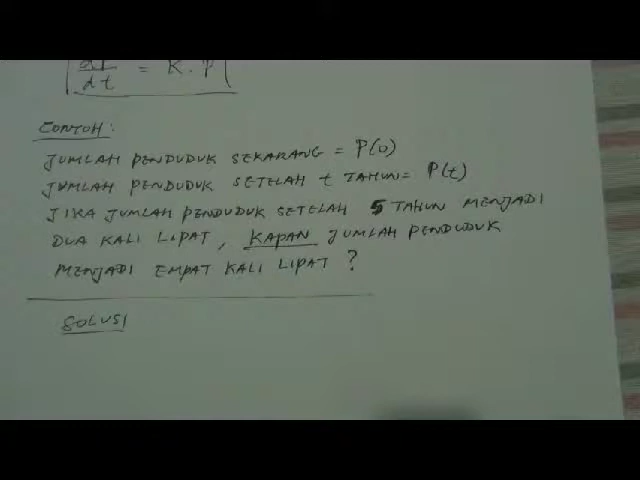 dP/dt = K . P
CONTOH:
JUMLAH PENDUDUK SEKARANG = P(0)
JUMLAH PENDUDUK SETELAH t TAHUN = P(t)
JIKA JUMLAH PENDUDUK SETELAH 5 TAHUN MENJADI
DUA KALI LIPAT, KAPAN JUMLAH PENDUDUK
MENJADI EMPAT KALI LIPAT ?
SOLUSI